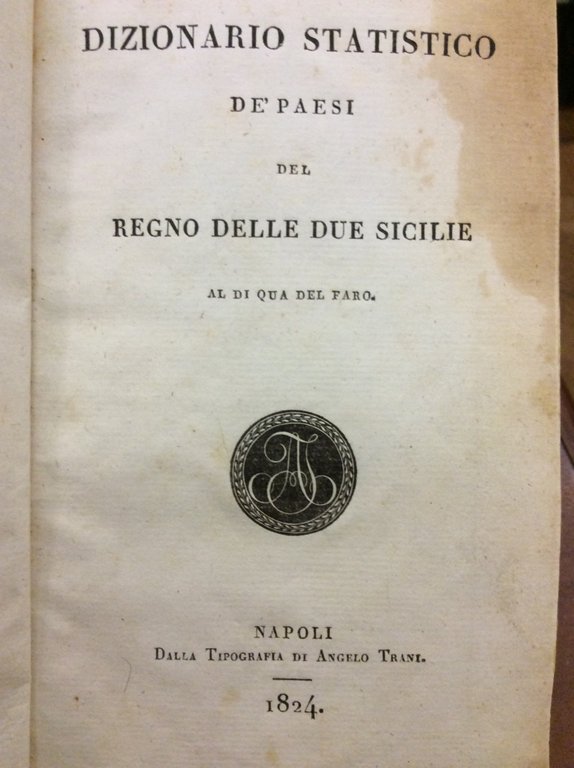 DIZIONARIO STATISTICO
DE' PAESI
DEL
REGNO DELLE DUE SICILIE
AL DI QUA DEL FARO.
NAPOLI
DALLA TIPOGRAFIA DI ANGELO TRANI.
1824.